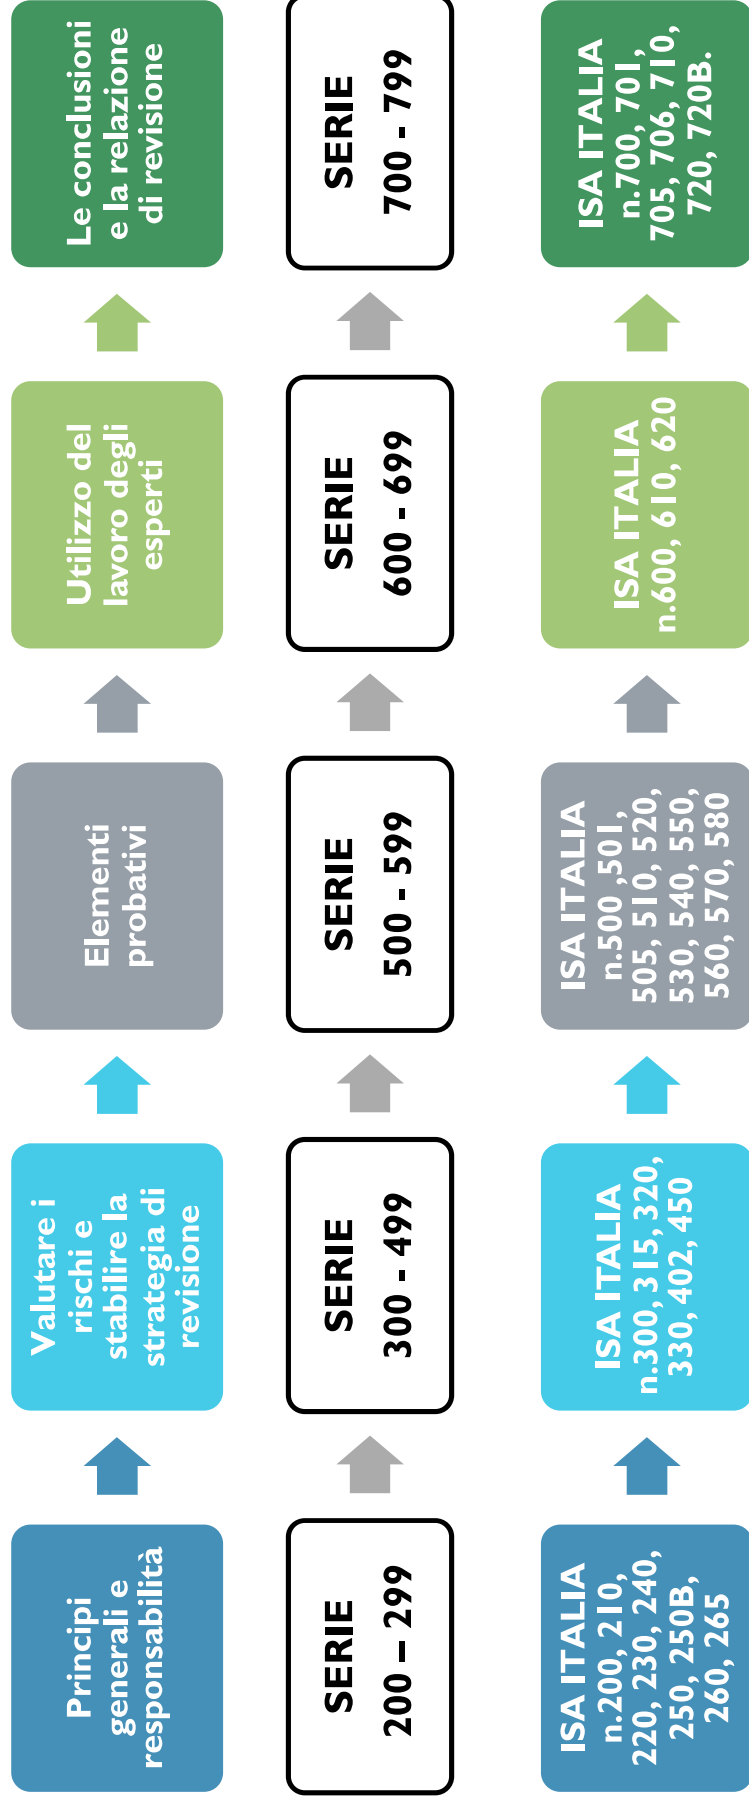 Principi
generali e
responsabilità
Valutare i
rischi e
stabilire la
strategia di
revisione
Elementi
probativi
Utilizzo del
lavoro degli
esperti
Le conclusioni
e la relazione
di revisione
SERIE
200 – 299
SERIE
300 - 499
SERIE
500 - 599
SERIE
600 - 699
SERIE
700 - 799
ISA ITALIA
n.200, 210,
220, 230, 240,
250, 250B,
260, 265
ISA ITALIA
n.300, 315, 320,
330, 402, 450
ISA ITALIA
n.500 ,501,
505, 510, 520,
530, 540, 550,
560, 570, 580
ISA ITALIA
n.600, 610, 620
ISA ITALIA
n.700, 701,
705, 706, 710,
720, 720B.